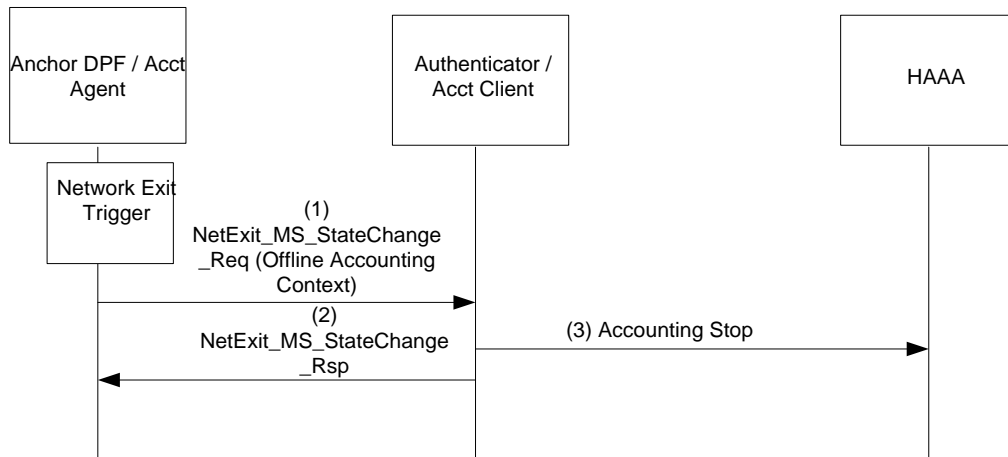 Anchor DPF / Acct
Agent
Authenticator /
Acct Client
HAAA
Network Exit
Trigger
(1)
NetExit_MS_StateChange
_Req (Offline Accounting
Context)
(2)
NetExit_MS_StateChange
_Rsp
(3) Accounting Stop